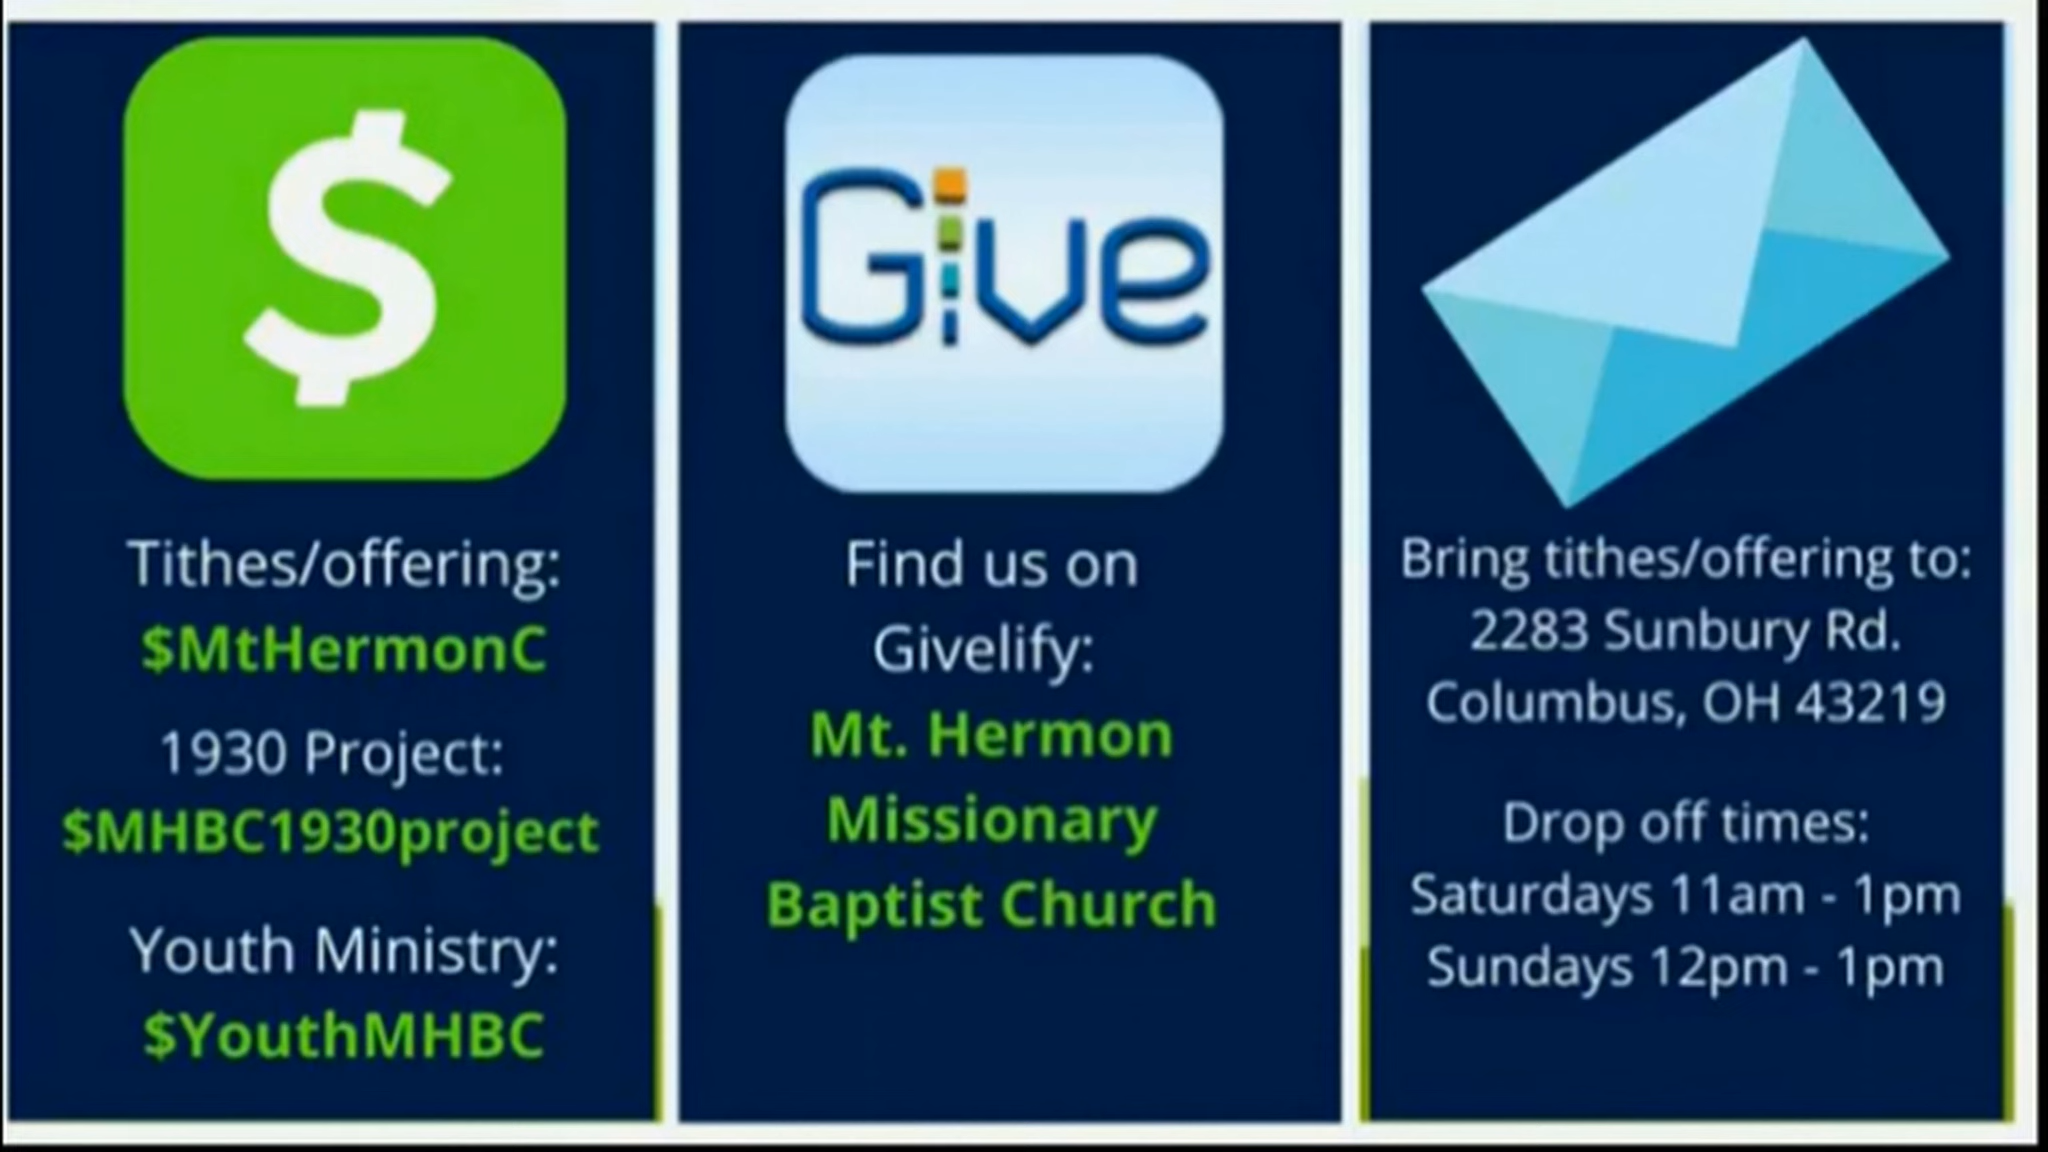 $
Tithes/offering:
$MtHermonC
1930 Project:
$MHBC1930project
Youth Ministry:
$YouthMHBC
Give
Find us on
Givelify:
Mt. Hermon
Missionary
Baptist Church
Bring tithes/offering to:
2283 Sunbury Rd.
Columbus, OH 43219
Drop off times:
Saturdays 11am - 1pm
Sundays 12pm - 1pm